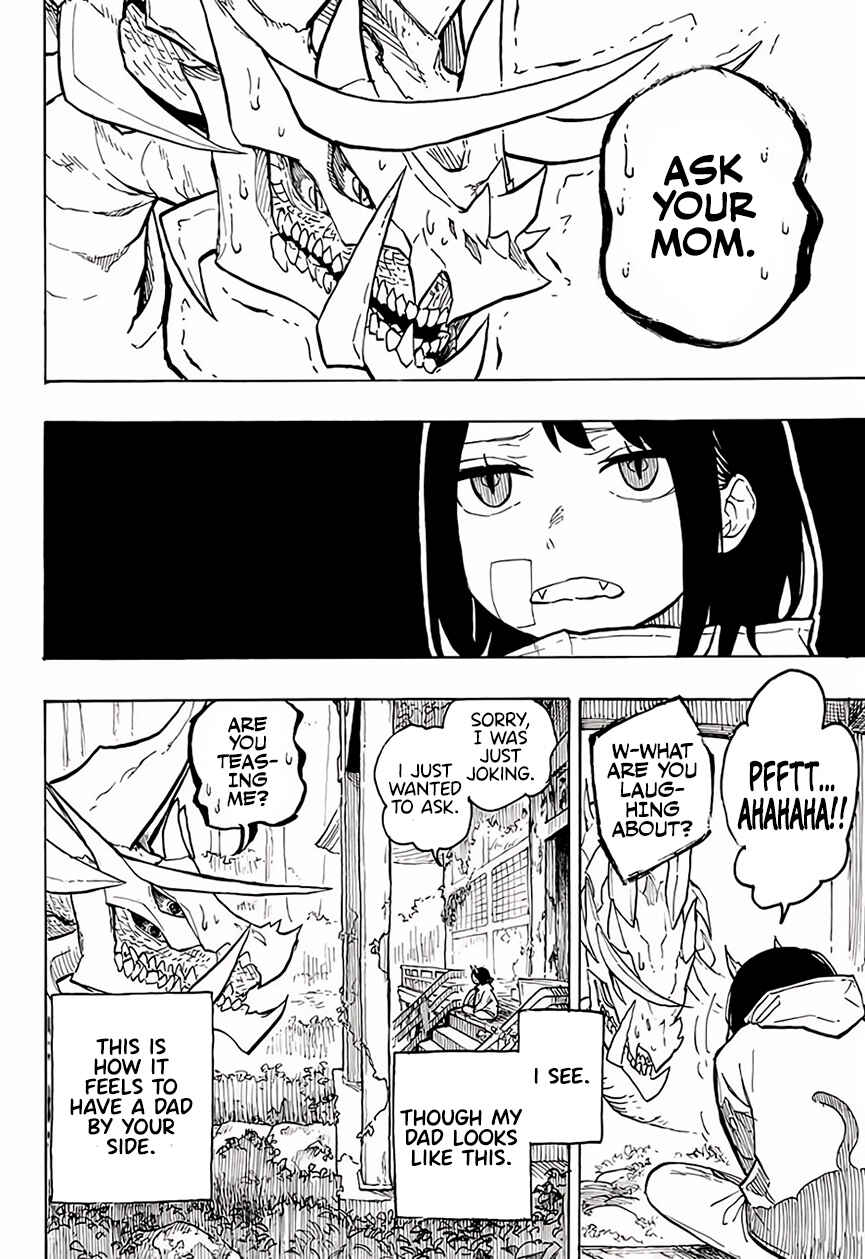 ASK
YOUR
MOM.
PFFTT...
AHAHAHA!!
W-WHAT
ARE YOU
LAUG-
HING
ABOUT?
SORRY,
I WAS
JUST
JOKING.
I JUST
WANTED
TO ASK.
I SEE.
THOUGH MY
DAD LOOKS
LIKE THIS.
ARE
YOU
TEAS-
ING
ME?
THIS IS
HOW IT
FEELS TO
HAVE A DAD
BY YOUR
SIDE.